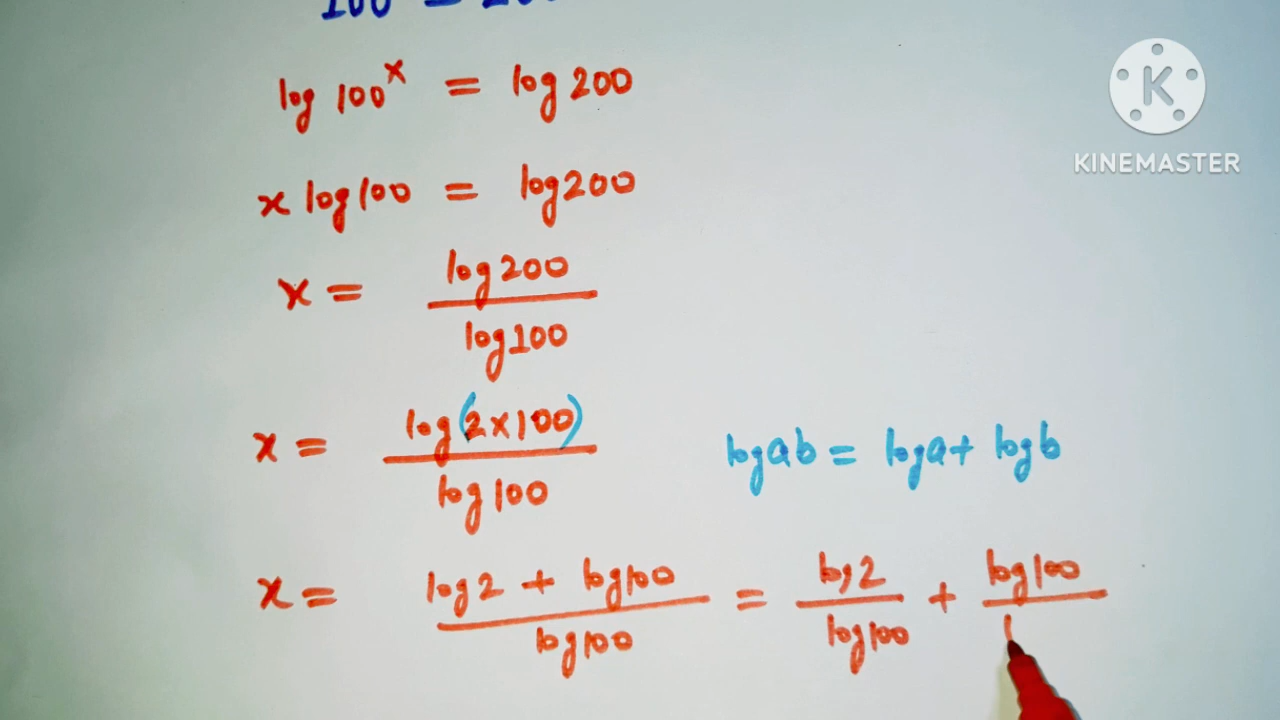 log 100^x = log 200
K
KINEMASTER
x log 100 = log 200
x = log 200 / log 100
x = log (2 x 100) / log 100
log ab = log a + log b
x = log 2 + log 100 / log 100 = log 2 / log 100 + log 100 /